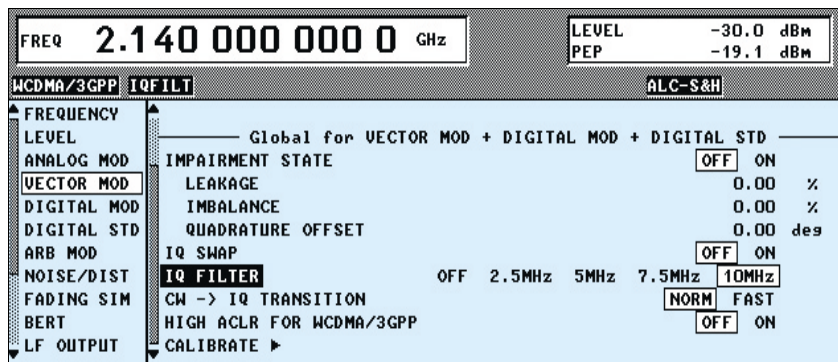 FREQ 2.140 000 000 0 GHz
LEVEL -30.0 dBm
PEP -19.1 dBm
WCDMA/3GPP IQFILT ALC-S&H
FREQUENCY
LEVEL
ANALOG MOD
VECTOR MOD
DIGITAL MOD
DIGITAL STD
ARB MOD
NOISE/DIST
FADING SIM
BERT
LF OUTPUT
Global for VECTOR MOD + DIGITAL MOD + DIGITAL STD
IMPAIRMENT STATE OFF ON
LEAKAGE 0.00 %
IMBALANCE 0.00 %
QUADRATURE OFFSET 0.00 deg
IQ SWAP OFF ON
IQ FILTER OFF 2.5MHz 5MHz 7.5MHz 10MHz
CW -> IQ TRANSITION NORM FAST
HIGH ACLR FOR WCDMA/3GPP OFF ON
CALIBRATE ▶